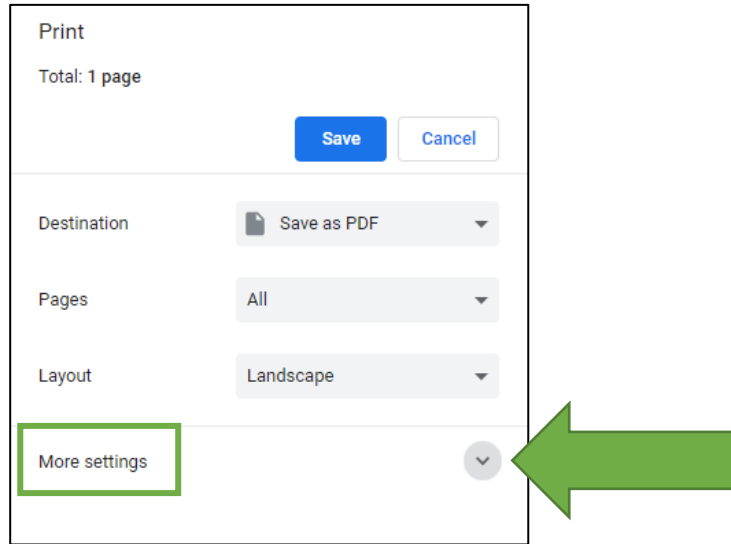 Print
Total: 1 page
Save Cancel
Destination Save as PDF
Pages All
Layout Landscape
More settings